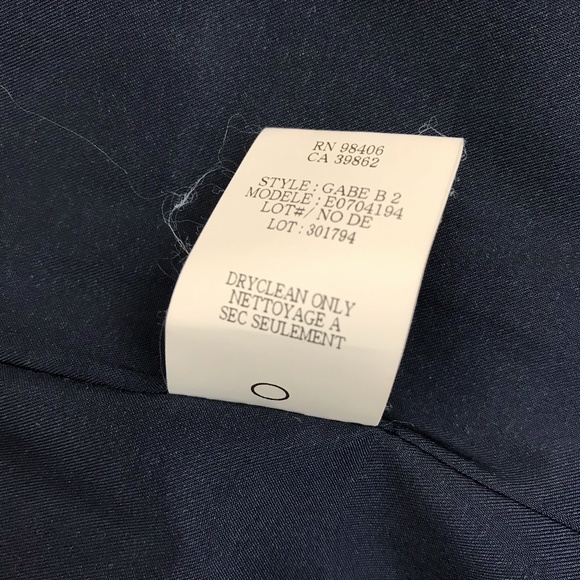 RN 98406
CA 39862
STYLE : GABE B 2
MODELE : E0704194
LOT#/ NO DE
LOT : 301794
DRYCLEAN ONLY
NETTOYAGE A
SEC SEULEMENT